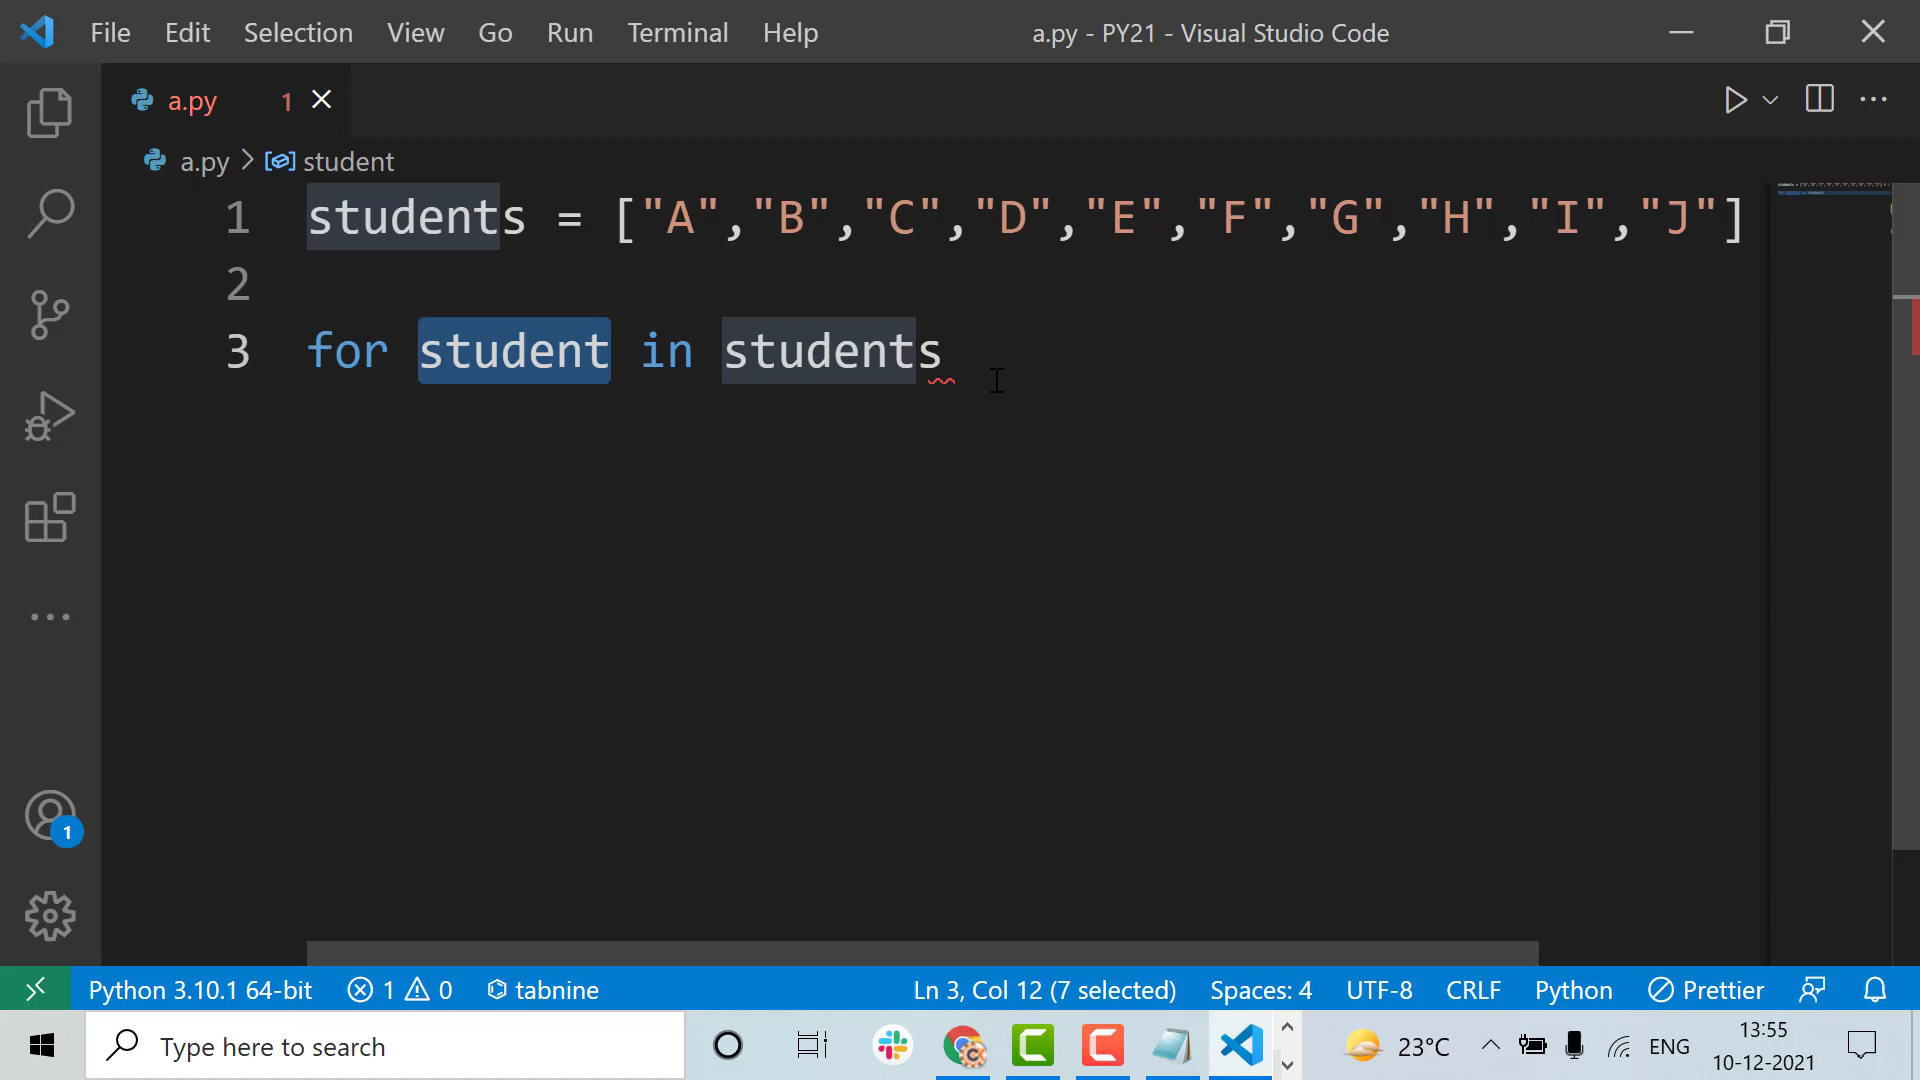 File Edit Selection View Go Run Terminal Help a.py - PY21 - Visual Studio Code
a.py 1
a.py > student
1 students = ["A","B","C","D","E","F","G","H","I","J"]
2
3 for student in students
1
Python 3.10.1 64-bit 1 0 tabnine Ln 3, Col 12 (7 selected) Spaces: 4 UTF-8 CRLF Python Prettier
Type here to search 23°C ENG 13:55
10-12-2021